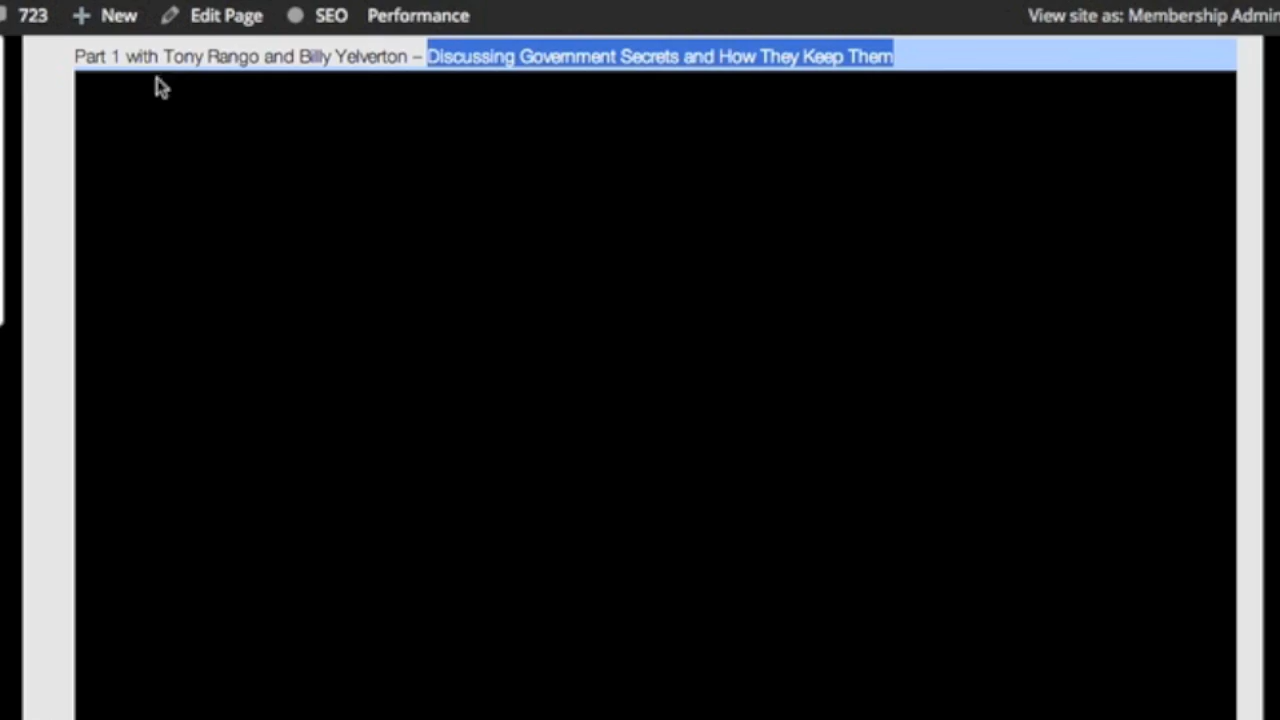 723 New Edit Page SEO Performance View site as: Membership Admin
Part 1 with Tony Rango and Billy Yelverton – Discussing Government Secrets and How They Keep Them